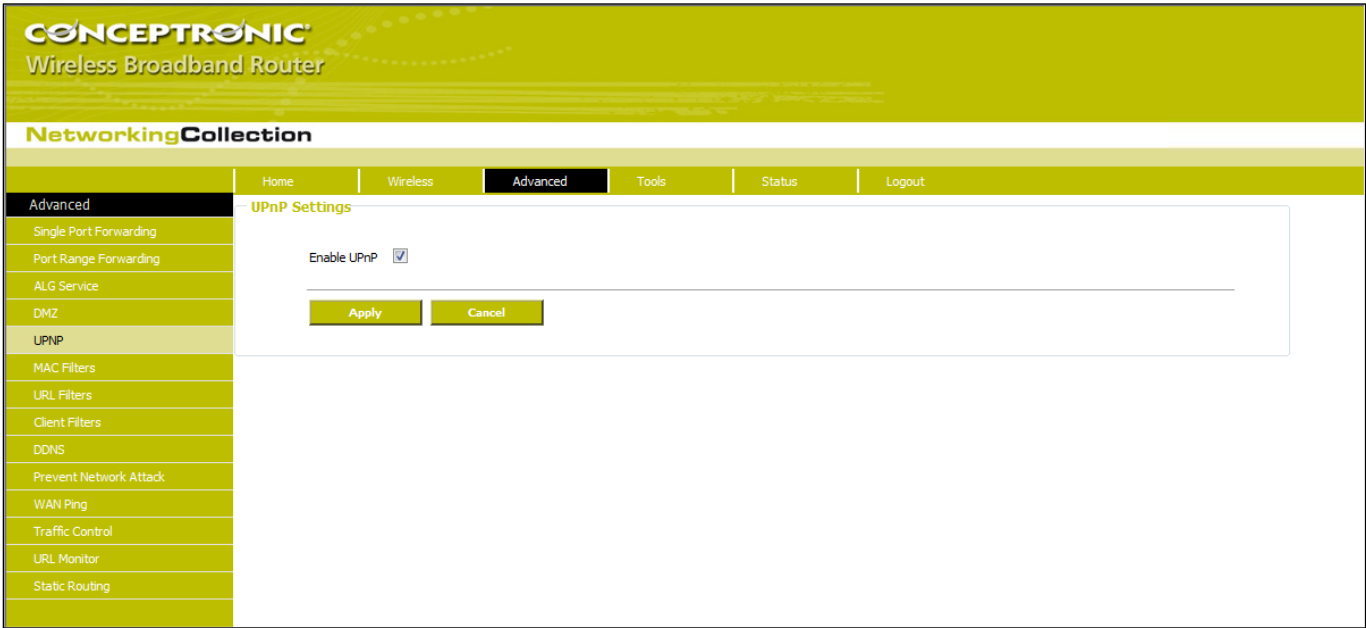 CONCEPTRONIC
Wireless Broadband Router
NetworkingCollection
Home Wireless Advanced Tools Status Logout
Advanced
Single Port Forwarding
Port Range Forwarding
ALG Service
DMZ
UPNP
MAC Filters
URL Filters
Client Filters
DDNS
Prevent Network Attack
WAN Ping
Traffic Control
URL Monitor
Static Routing
UPnP Settings
Enable UPnP
Apply Cancel